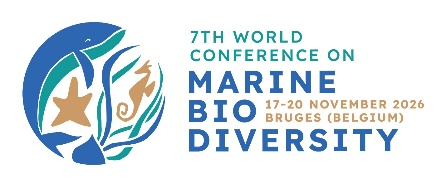 7TH WORLD
CONFERENCE ON
MARINE
BIO
17-20 NOVEMBER 2026
BRUGES (BELGIUM)
DIVERSITY